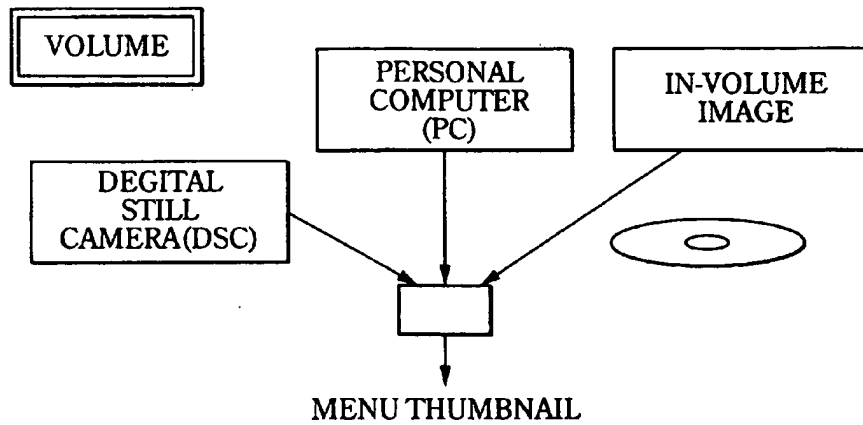 VOLUME
PERSONAL
COMPUTER
(PC)
IN-VOLUME
IMAGE
DEGITAL
STILL
CAMERA(DSC)
MENU THUMBNAIL